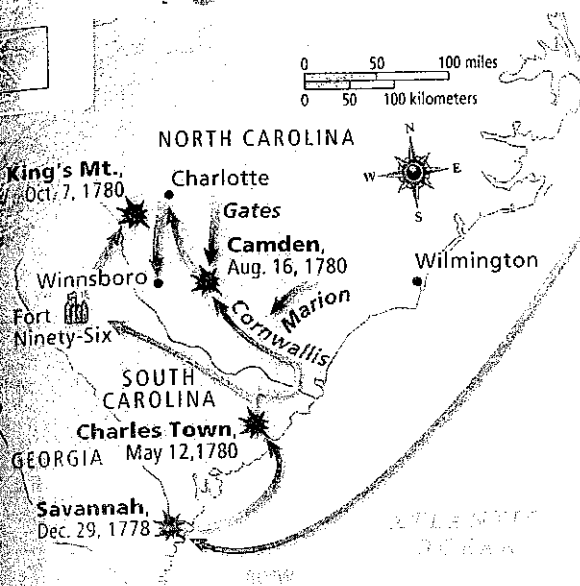 0 50 100 miles
0 50 100 kilometers
NORTH CAROLINA
N
W E
S
King's Mt.,
Oct. 7, 1780
Charlotte
Gates
Camden,
Aug. 16, 1780
Wilmington
Winnsboro
Marion
Cornwallis
Fort
Ninety-Six
SOUTH
CAROLINA
Charles Town,
May 12,1780
GEORGIA
Savannah,
Dec. 29, 1778
ATLANTIC
OCEAN